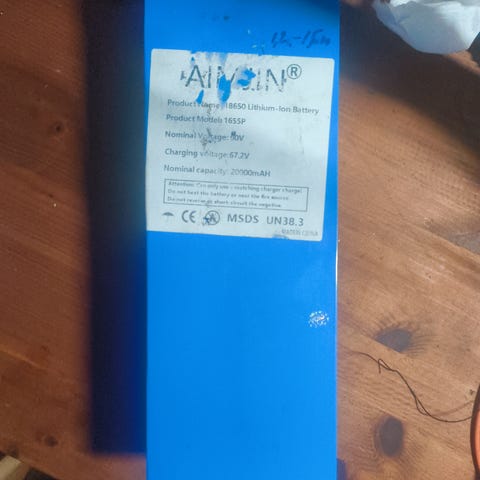 Product Name: 18650 Lithium-Ion Battery
Product Model: 16S5P
Nominal Voltage: 60V
Charging voltage: 67.2V
Nominal capacity: 20000mAH
Attention: Can only use matching charger charge!
Do not heat the battery or near the fire source
Do not reverse or short circuit the negative
CE MSDS UN38.3
MADE IN CHINA